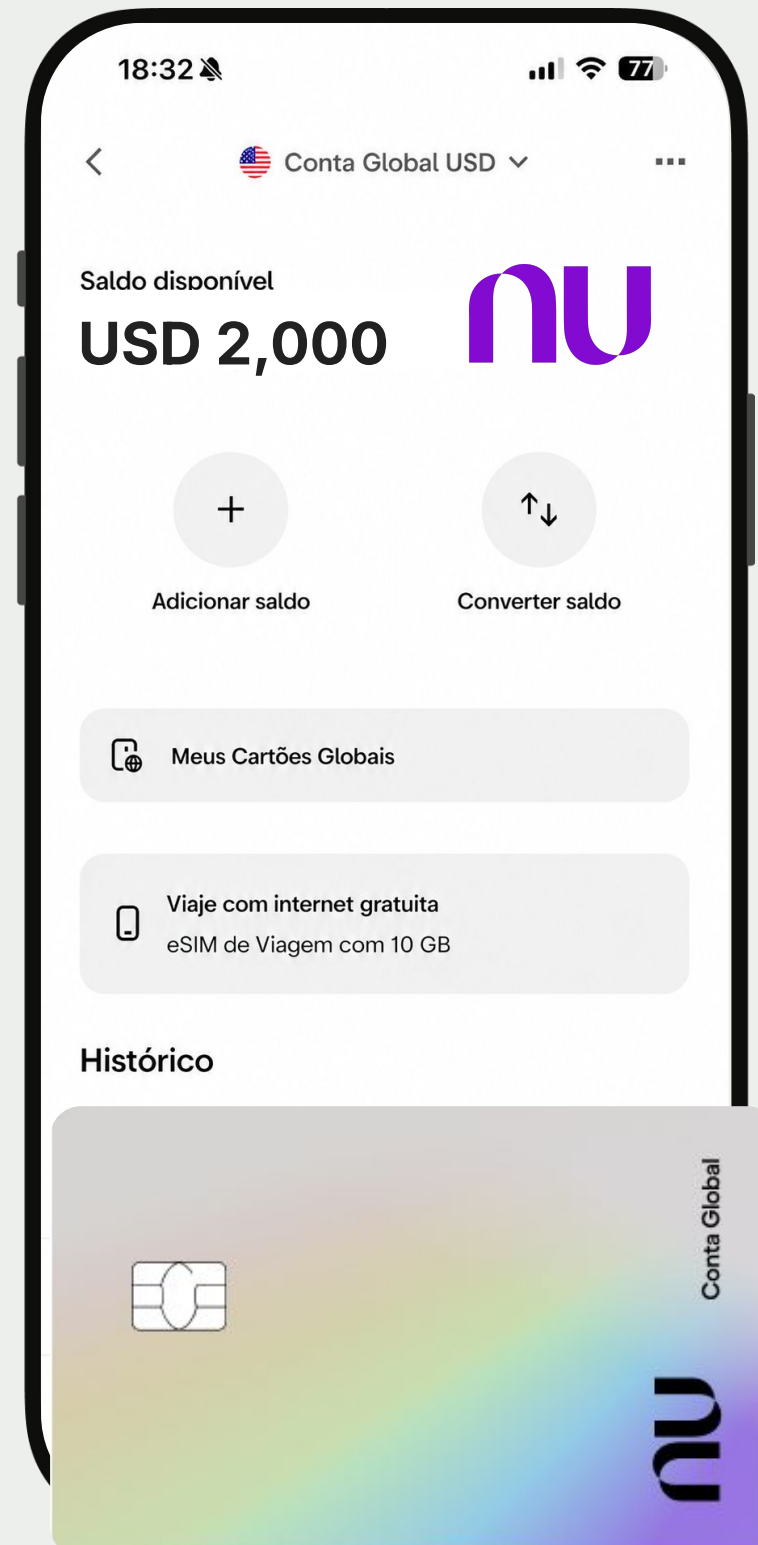 18:32
77
Conta Global USD
Saldo disponível
USD 2,000
nu
Adicionar saldo
Converter saldo
Meus Cartões Globais
Viaje com internet gratuita
eSIM de Viagem com 10 GB
Histórico
Conta Global
nu